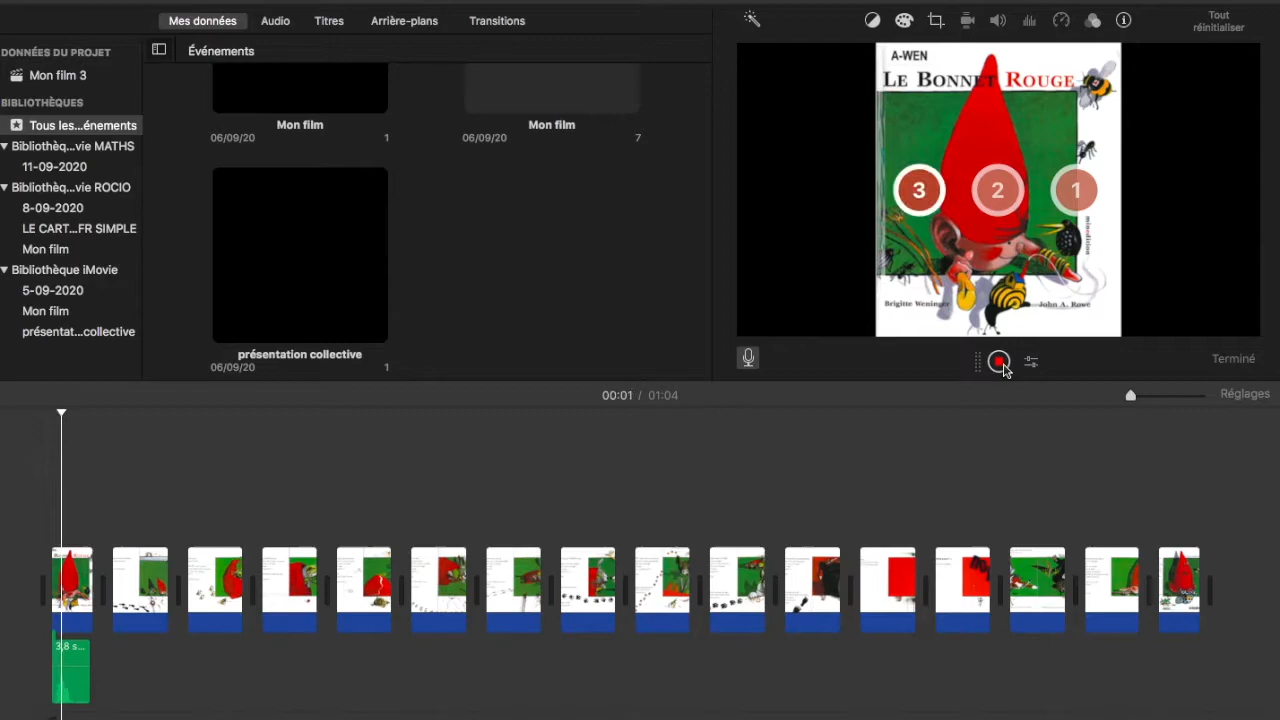 Mes données Audio Titres Arrière-plans Transitions
Tout
réinitialiser
DONNÉES DU PROJET
Événements
Mon film 3
BIBLIOTHÈQUES
Tous les...énements
Bibliothèq...vie MATHS
11-09-2020
Bibliothèq...vie ROCIO
8-09-2020
LE CART...FR SIMPLE
Mon film
Bibliothèque iMovie
5-09-2020
Mon film
présentat...collective
Mon film
06/09/20 1
Mon film
06/09/20 7
présentation collective
06/09/20 1
A-WEN
LE BONNET ROUGE
3 2 1
minedition
Brigitte Weninger John A. Rowe
Terminé
00:01 / 01:04
Réglages
3,8 s...